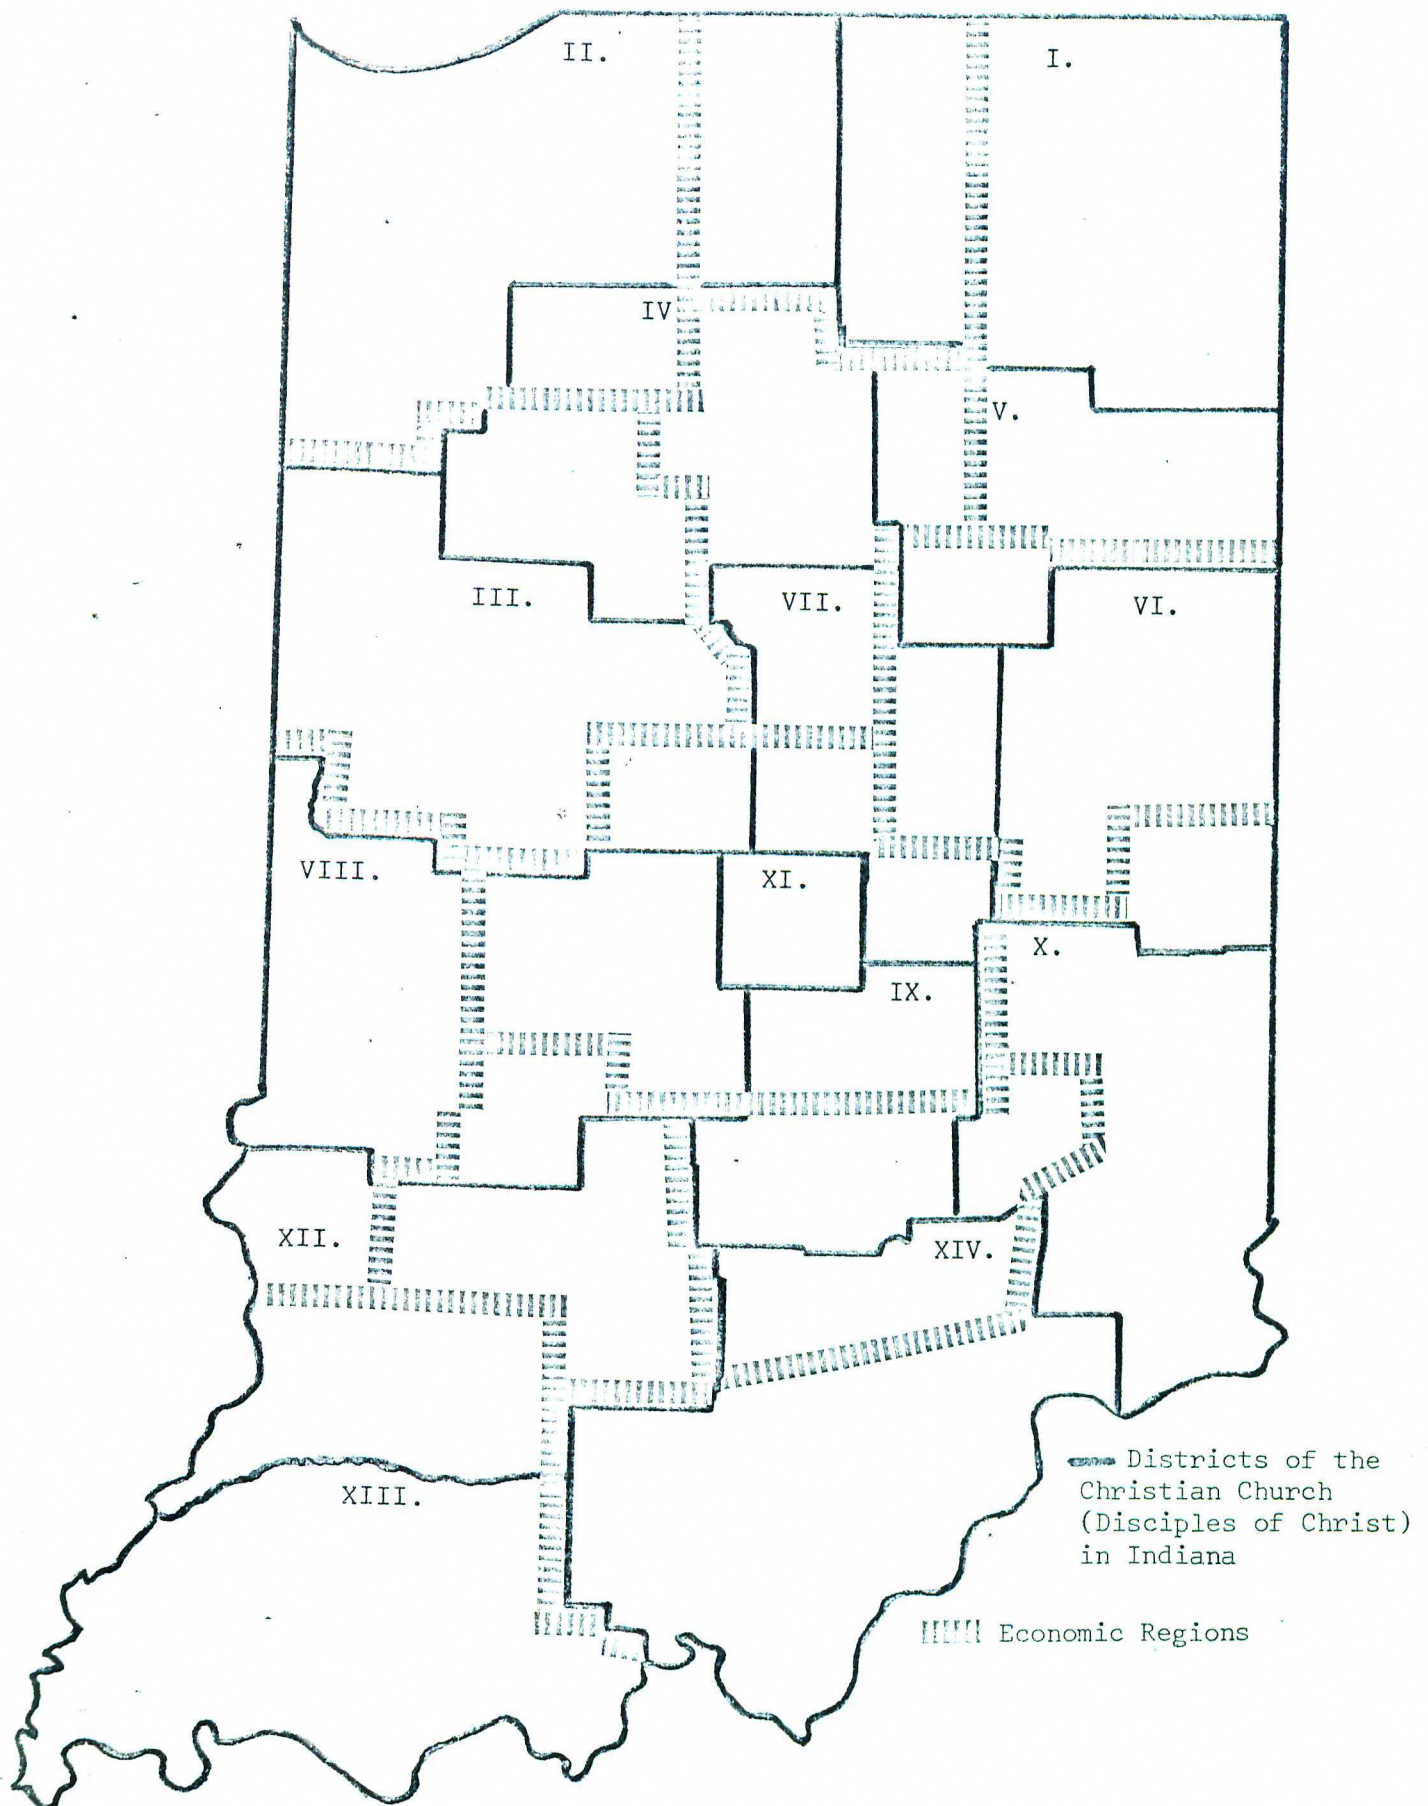 II.
I.
IV
V.
III.
VII.
VI.
VIII.
XI.
X.
IX.
XII.
XIV.
XIII.
Districts of the
Christian Church
(Disciples of Christ)
in Indiana
Economic Regions